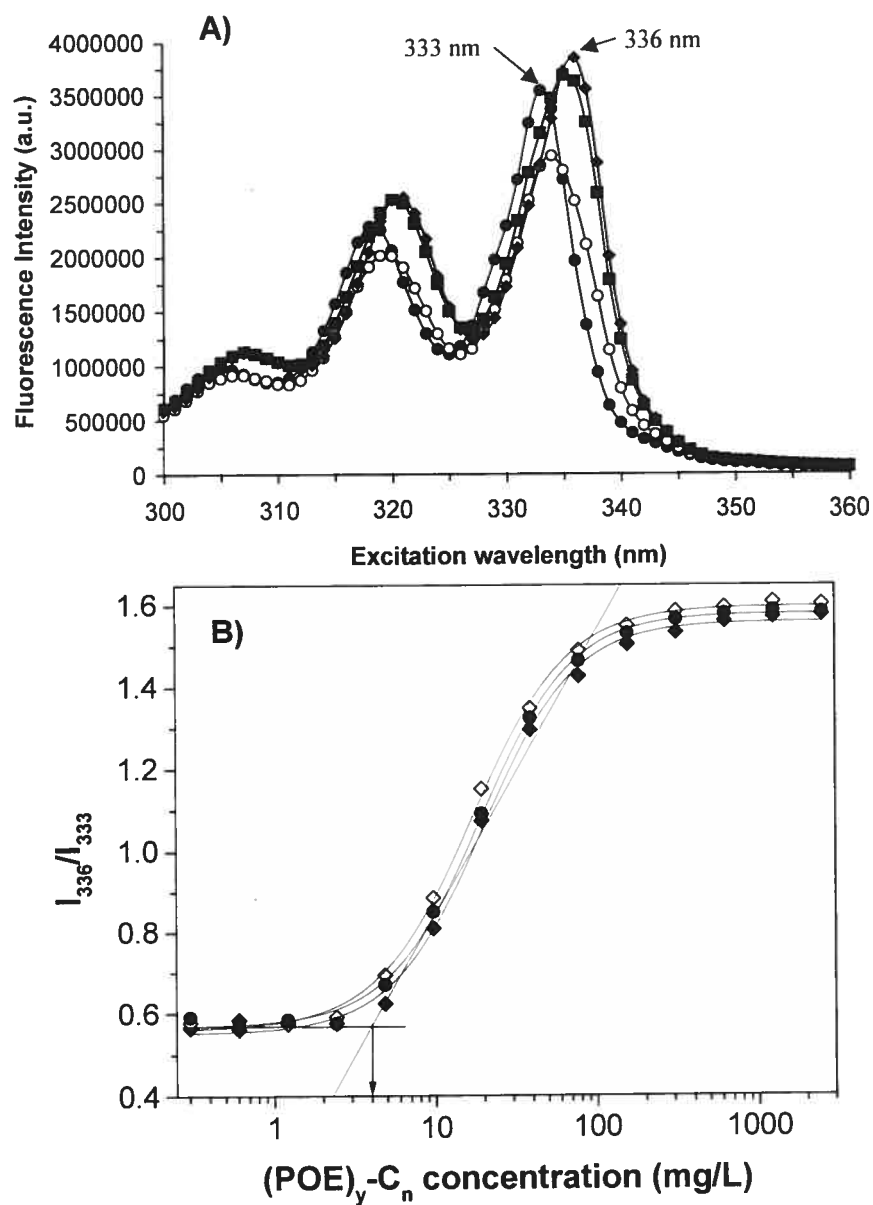 A)
333 nm
336 nm
4000000
3500000
3000000
2500000
2000000
1500000
1000000
500000
0
Fluorescence Intensity (a.u.)
300 310 320 330 340 350 360
Excitation wavelength (nm)
B)
1.6
1.4
1.2
1.0
0.8
0.6
0.4
I336/I333
1 10 100 1000
(POE)y-Cn concentration (mg/L)